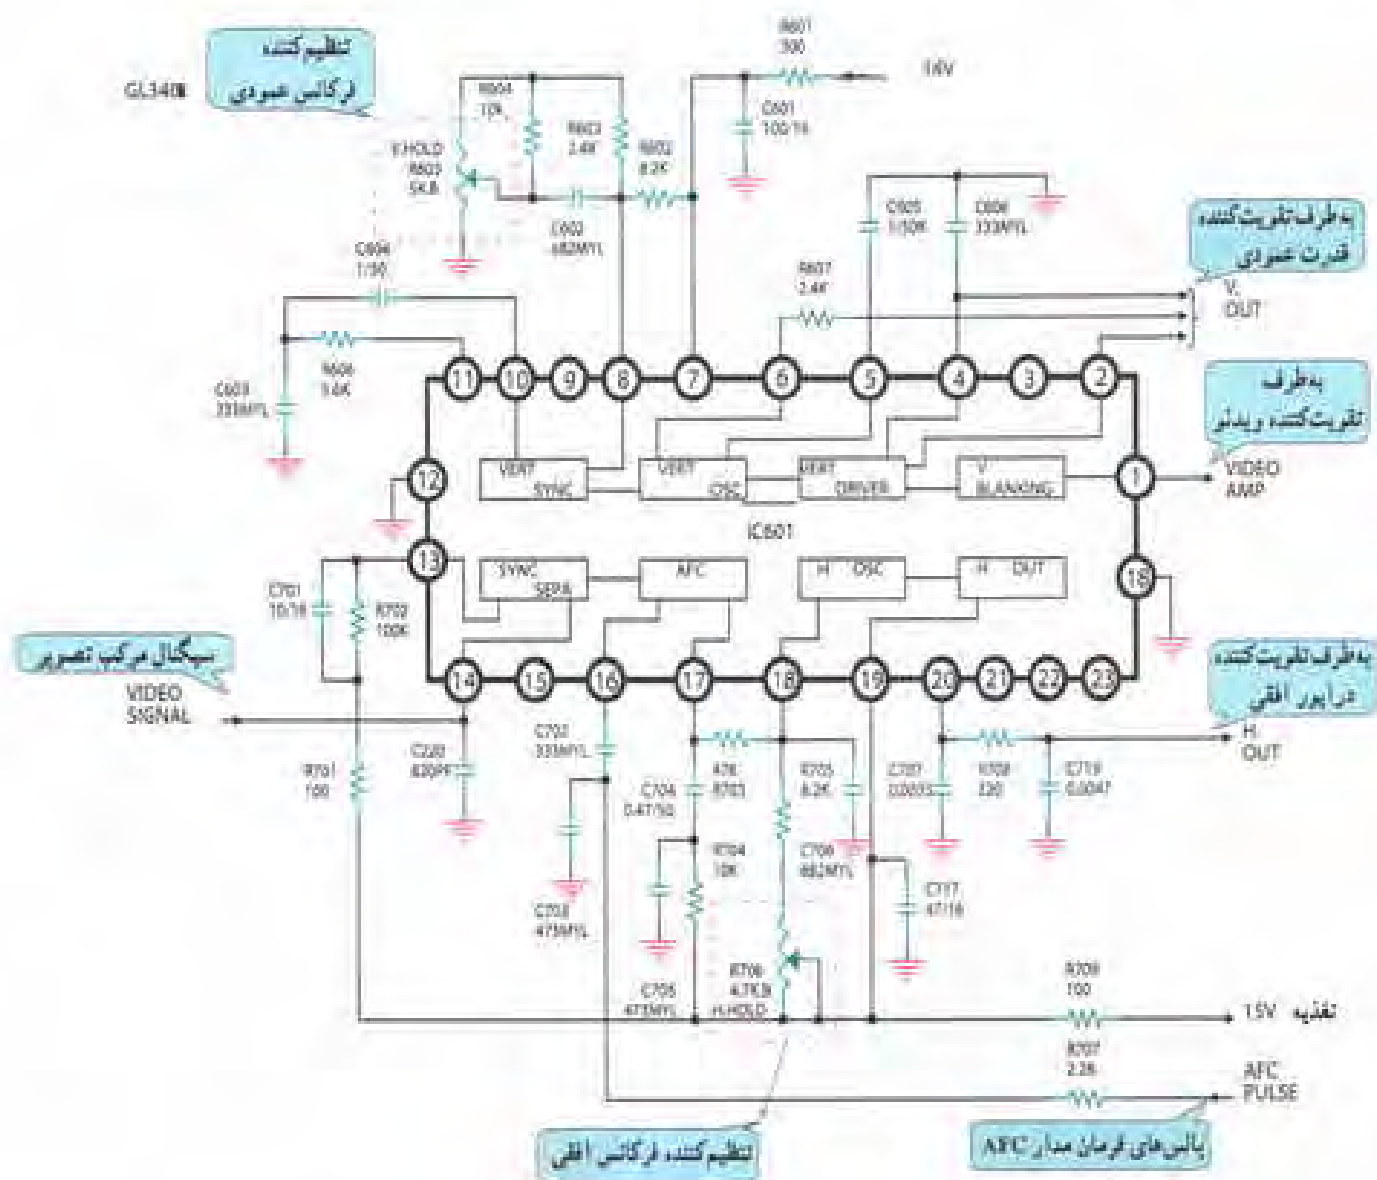 تنظیم‌کننده
فرکانس عمودی
R601
300
16V
C601
100/16
R604
10K
R603
2.4K
R602
8.2K
V.HOLD
R605
5K.B
C602
682MYL
C604
1/50
C605
1/50K
C606
333MYL
R607
2.4K
به طرف تقویت‌کننده
قدرت عمودی
V.
OUT
C603
333MYL
R606
5.6K
11 10 9 8 7 6 5 4 3 2
به طرف
تقویت‌کننده ویدئو
VIDEO
AMP
12
1
VERT
SYNC
VERT
OSC
VERT
DRIVER
V
BLANKING
IC601
13
18
SYNC
SEPA
AFC
H OSC
H OUT
C701
10/16
R702
100K
14 15 16 17 18 19 20 21 22 23
سیگنال مرکب تصویر
VIDEO
SIGNAL
به طرف تقویت‌کننده
درایور افقی
H.
OUT
R701
100
C220
820PF
C702
333MYL
C704
0.47/50
R703
R705
8.2K
C707
R708
220
C719
0.0047
C703
473MYL
R704
10K
C706
682MYL
C717
47/16
C705
473MYL
R706
4.7K.B
H.HOLD
R709
100
15V تغذیه
R707
2.2K
AFC
PULSE
تنظیم‌کننده فرکانس افقی
پالس‌های فرمان مدار AFC